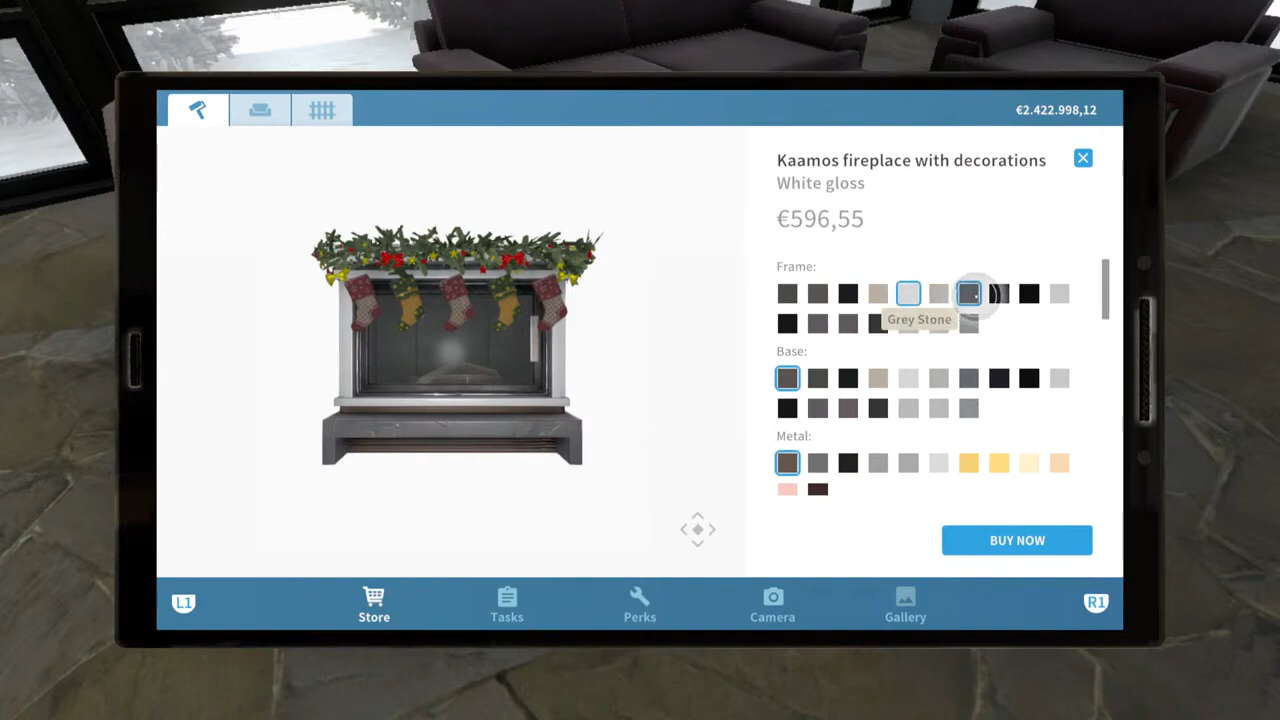 €2.422.998,12
Kaamos fireplace with decorations
White gloss
€596,55
Frame:
Grey Stone
Base:
Metal:
BUY NOW
L1
Store
Tasks
Perks
Camera
Gallery
R1